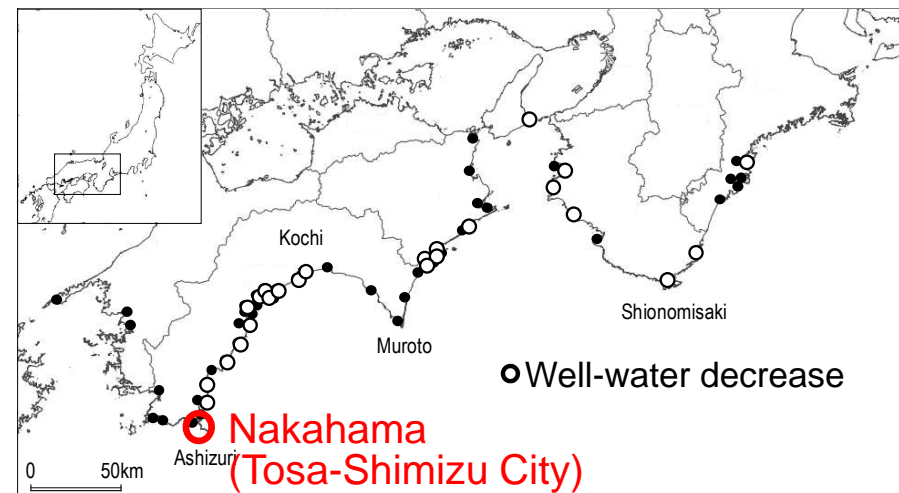 Kochi
Shionomisaki
Muroto
Well-water decrease
Nakahama
(Tosa-Shimizu City)
Ashizuri
0 50km